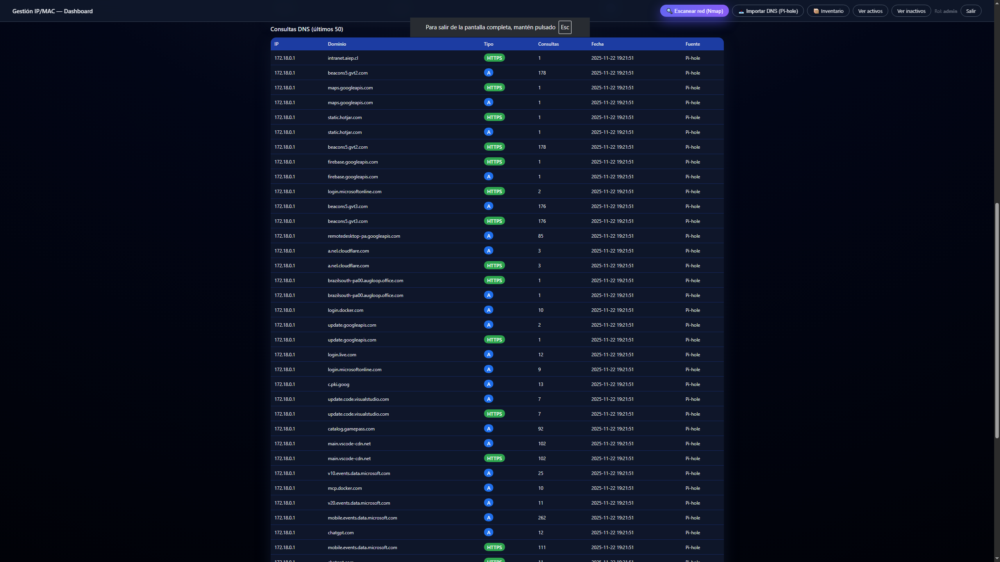 Gestión IP/MAC — Dashboard
Escanear red (Nmap) Importar DNS (Pi-hole) Inventario Ver activos Ver inactivos Rol: admin Salir
Para salir de la pantalla completa, mantén pulsado Esc
Consultas DNS (últimos 50)
IP Dominio Tipo Consultas Fecha Fuente
172.18.0.1 intranet.aiep.cl HTTPS 1 2025-11-22 19:21:51 Pi-hole
172.18.0.1 beacons5.gvt2.com A 178 2025-11-22 19:21:51 Pi-hole
172.18.0.1 maps.googleapis.com HTTPS 1 2025-11-22 19:21:51 Pi-hole
172.18.0.1 maps.googleapis.com A 1 2025-11-22 19:21:51 Pi-hole
172.18.0.1 static.hotjar.com HTTPS 1 2025-11-22 19:21:51 Pi-hole
172.18.0.1 static.hotjar.com A 1 2025-11-22 19:21:51 Pi-hole
172.18.0.1 beacons5.gvt2.com HTTPS 178 2025-11-22 19:21:51 Pi-hole
172.18.0.1 firebase.googleapis.com HTTPS 1 2025-11-22 19:21:51 Pi-hole
172.18.0.1 firebase.googleapis.com A 1 2025-11-22 19:21:51 Pi-hole
172.18.0.1 login.microsoftonline.com HTTPS 2 2025-11-22 19:21:51 Pi-hole
172.18.0.1 beacons5.gvt3.com A 176 2025-11-22 19:21:51 Pi-hole
172.18.0.1 beacons5.gvt3.com HTTPS 176 2025-11-22 19:21:51 Pi-hole
172.18.0.1 remotedesktop-pa.googleapis.com A 85 2025-11-22 19:21:51 Pi-hole
172.18.0.1 a.nel.cloudflare.com A 3 2025-11-22 19:21:51 Pi-hole
172.18.0.1 a.nel.cloudflare.com HTTPS 3 2025-11-22 19:21:51 Pi-hole
172.18.0.1 brazilsouth-pa00.augloop.office.com HTTPS 1 2025-11-22 19:21:51 Pi-hole
172.18.0.1 brazilsouth-pa00.augloop.office.com A 1 2025-11-22 19:21:51 Pi-hole
172.18.0.1 login.docker.com A 10 2025-11-22 19:21:51 Pi-hole
172.18.0.1 update.googleapis.com A 2 2025-11-22 19:21:51 Pi-hole
172.18.0.1 update.googleapis.com HTTPS 1 2025-11-22 19:21:51 Pi-hole
172.18.0.1 login.live.com A 12 2025-11-22 19:21:51 Pi-hole
172.18.0.1 login.microsoftonline.com A 9 2025-11-22 19:21:51 Pi-hole
172.18.0.1 c.pki.goog A 13 2025-11-22 19:21:51 Pi-hole
172.18.0.1 update.code.visualstudio.com A 7 2025-11-22 19:21:51 Pi-hole
172.18.0.1 update.code.visualstudio.com HTTPS 7 2025-11-22 19:21:51 Pi-hole
172.18.0.1 catalog.gamepass.com A 92 2025-11-22 19:21:51 Pi-hole
172.18.0.1 main.vscode-cdn.net A 102 2025-11-22 19:21:51 Pi-hole
172.18.0.1 main.vscode-cdn.net HTTPS 102 2025-11-22 19:21:51 Pi-hole
172.18.0.1 v10.events.data.microsoft.com A 25 2025-11-22 19:21:51 Pi-hole
172.18.0.1 mcp.docker.com A 10 2025-11-22 19:21:51 Pi-hole
172.18.0.1 v20.events.data.microsoft.com A 11 2025-11-22 19:21:51 Pi-hole
172.18.0.1 mobile.events.data.microsoft.com A 262 2025-11-22 19:21:51 Pi-hole
172.18.0.1 chatgpt.com A 12 2025-11-22 19:21:51 Pi-hole
172.18.0.1 mobile.events.data.microsoft.com HTTPS 111 2025-11-22 19:21:51 Pi-hole